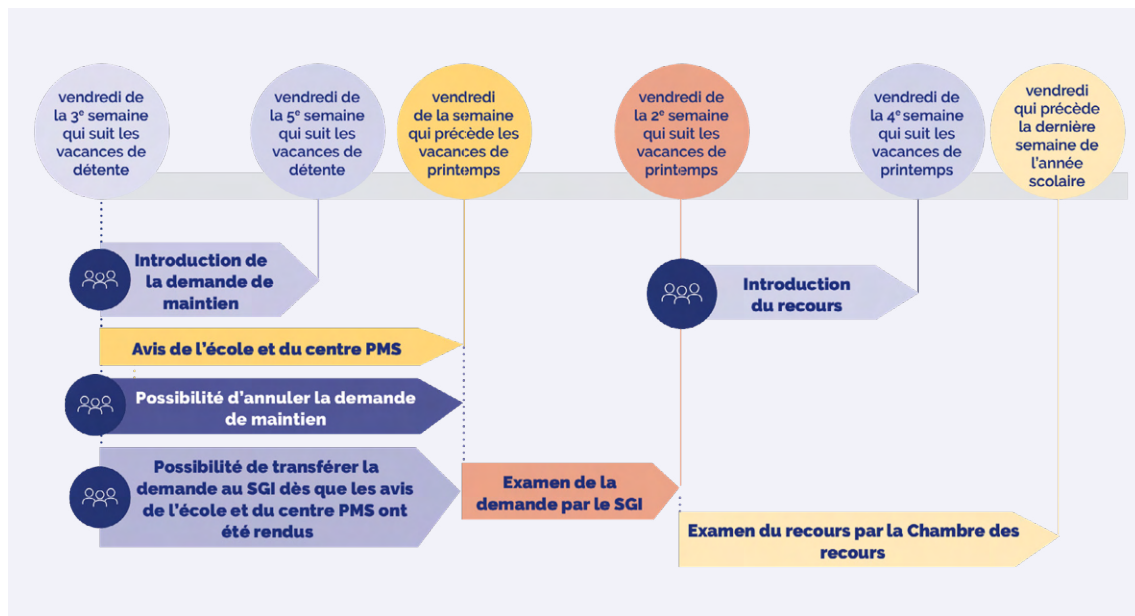 vendredi de
la 3e semaine
qui suit les
vacances de
détente
vendredi de
la 5e semaine
qui suit les
vacances de
détente
vendredi
de la semaine
qui précède les
vacances de
printemps
vendredi de
la 2e semaine
qui suit les
vacances de
printemps
vendredi de
la 4e semaine
qui suit les
vacances de
printemps
vendredi
qui précède
la dernière
semaine de
l'année
scolaire
Introduction de
la demande de
maintien
Introduction
du recours
Avis de l'école et du centre PMS
Possibilité d'annuler la demande
de maintien
Possibilité de transférer la
demande au SGI dès que les avis
de l'école et du centre PMS ont
été rendus
Examen de la
demande par le SGI
Examen du recours par la Chambre des
recours